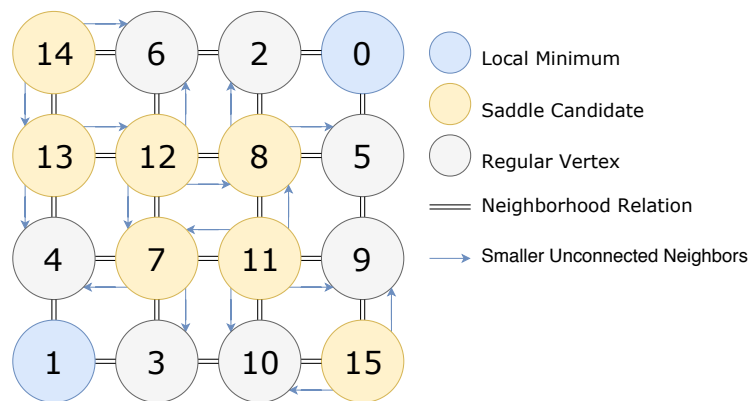 14 6 2 0
13 12 8 5
4 7 11 9
1 3 10 15
Local Minimum
Saddle Candidate
Regular Vertex
Neighborhood Relation
Smaller Unconnected Neighbors